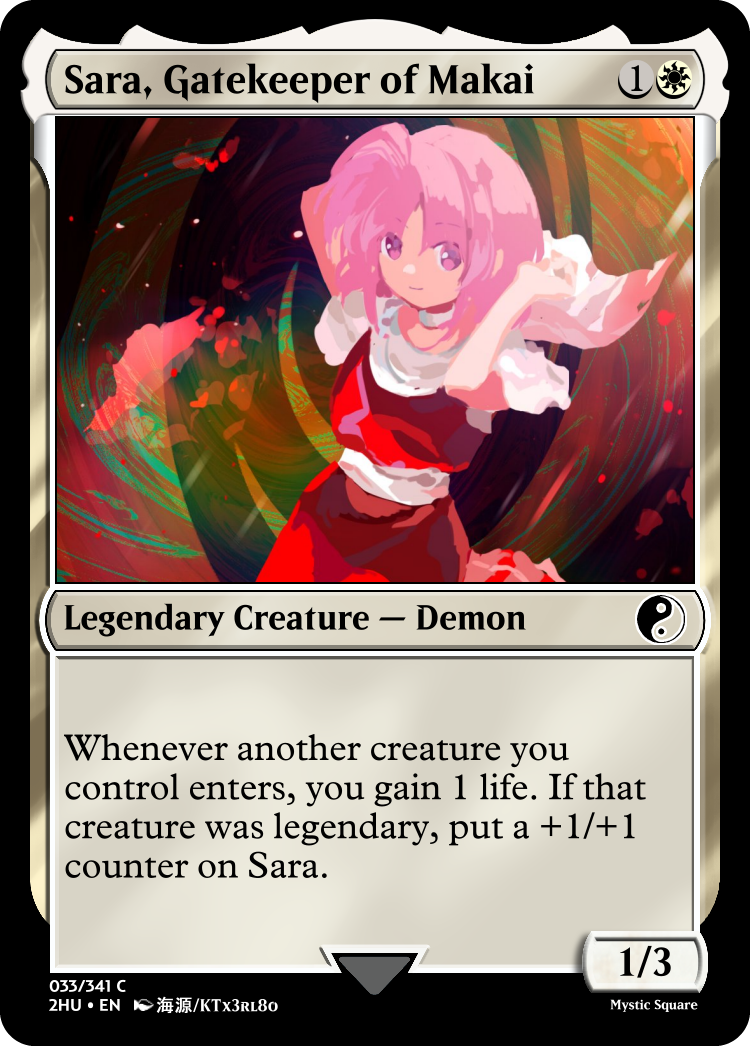 Sara, Gatekeeper of Makai 1
Legendary Creature — Demon
Whenever another creature you
control enters, you gain 1 life. If that
creature was legendary, put a +1/+1
counter on Sara.
1/3
033/341 C
2HU • EN 海源/KTx3RL8o
Mystic Square